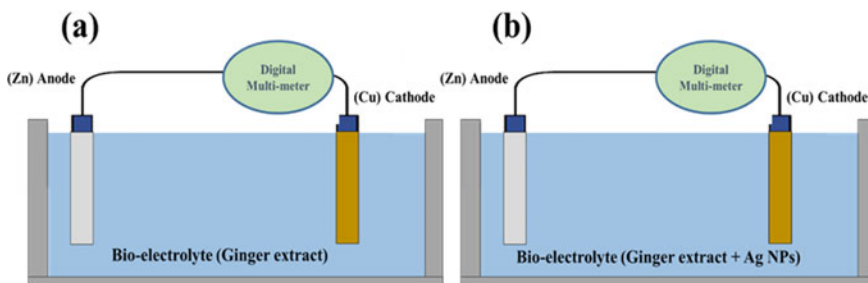 (a)
(Zn) Anode
Digital
Multi-meter
(Cu) Cathode
Bio-electrolyte (Ginger extract)
(b)
(Zn) Anode
Digital
Multi-meter
(Cu) Cathode
Bio-electrolyte (Ginger extract + Ag NPs)